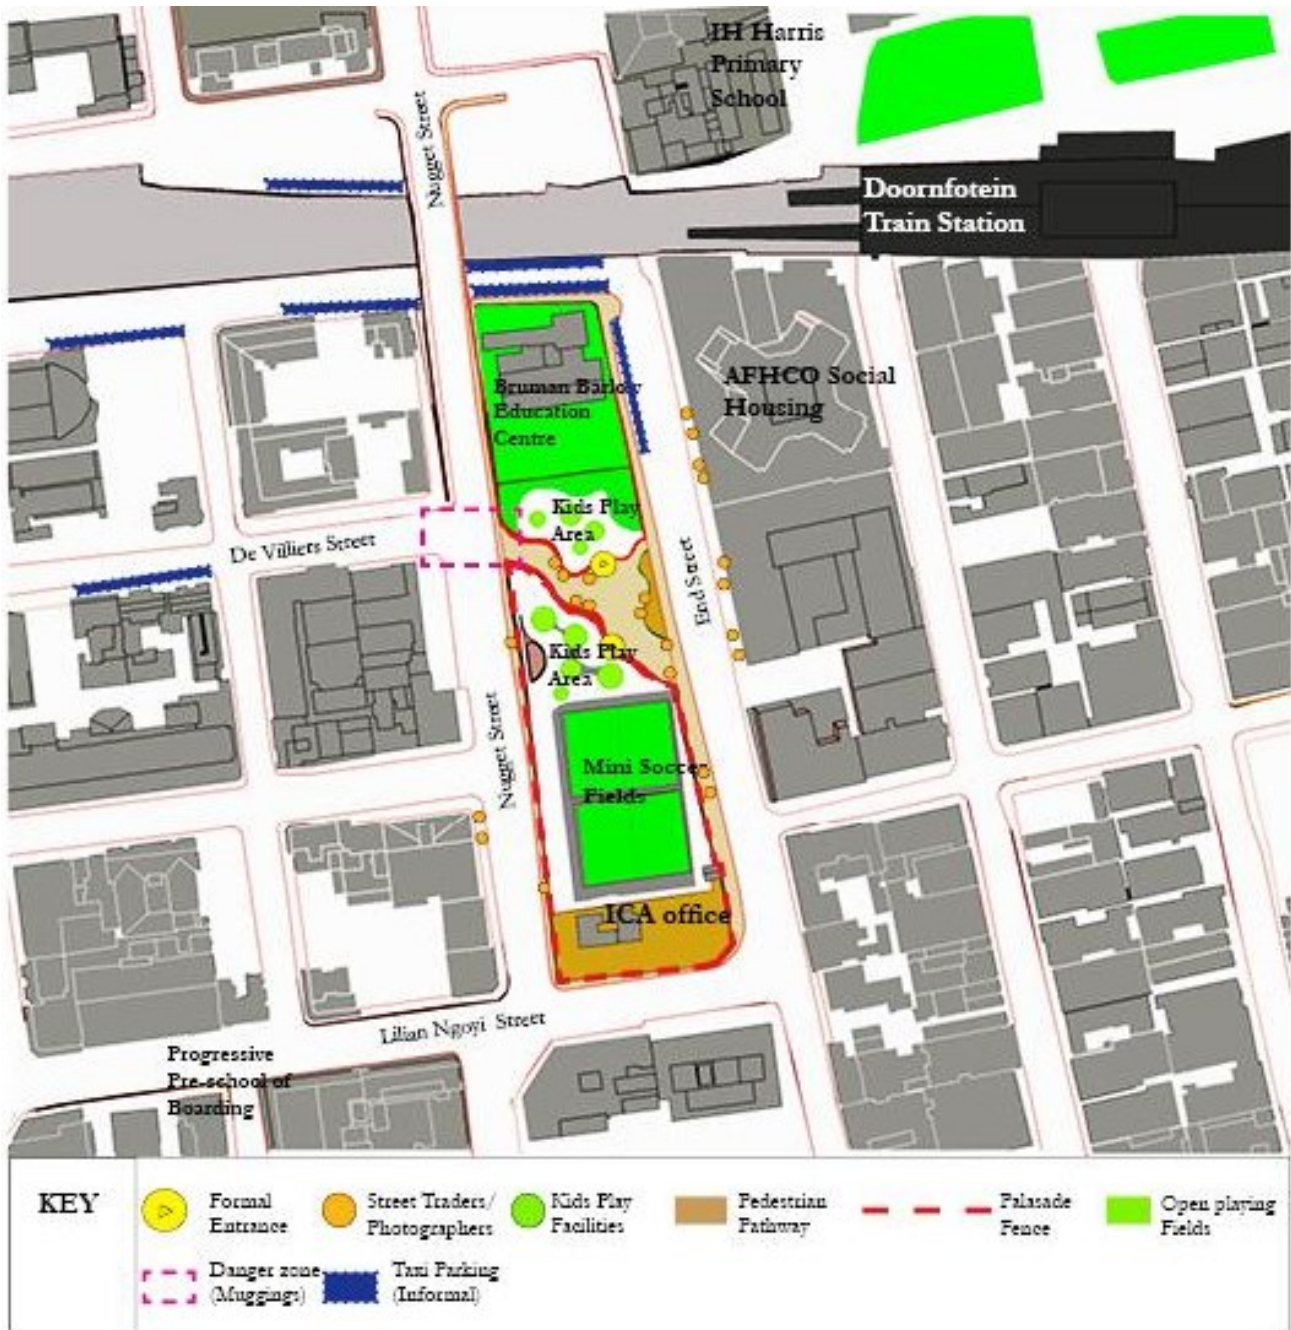 IH Harris
Primary
School
Nugget Street
Doornfotein
Train Station
AFHCO Social
Housing
Bruman Barlow
Education
Centre
Kids Play
Area
De Villiers Street
End Street
Kids Play
Area
Nugget Street
Mini Soccer
Fields
ICA office
Lilian Ngoyi Street
Progressive
Pre-school of
Boarding
KEY
Formal
Entrance
Street Traders/
Photographers
Kids Play
Facilities
Pedestrian
Pathway
Palasade
Fence
Open playing
Fields
Danger zone
(Muggings)
Taxi Parking
(Informal)